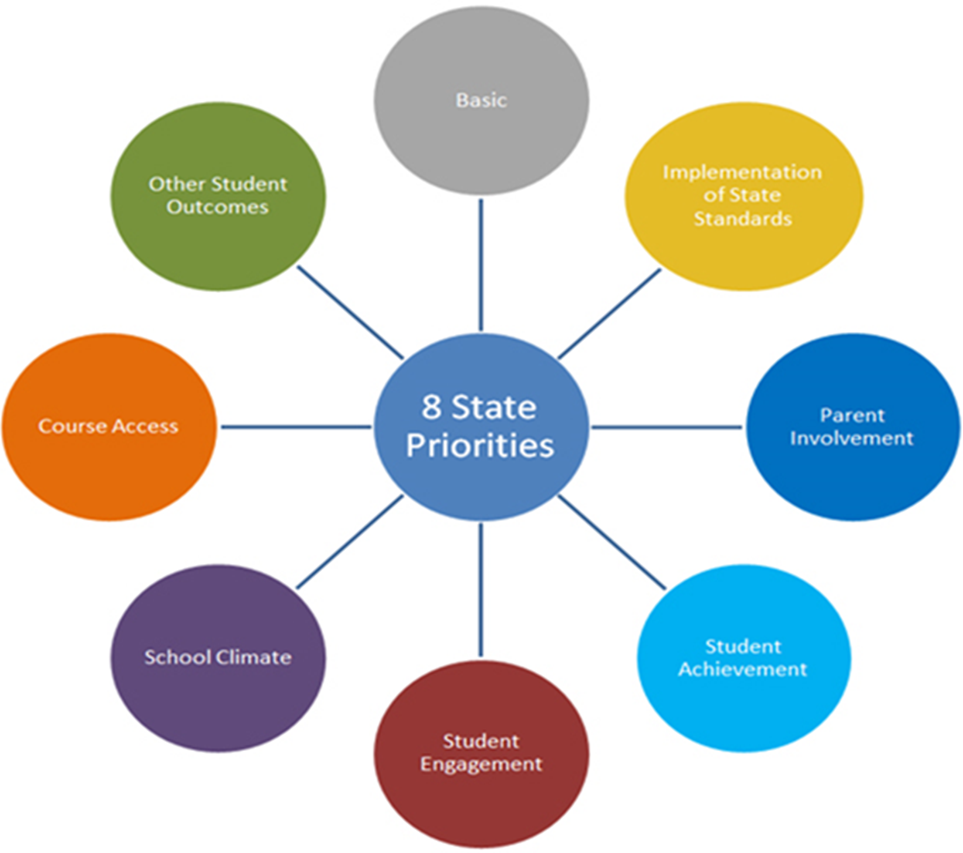 Basic
Implementation
of State
Standards
Parent
Involvement
Student
Achievement
Student
Engagement
School Climate
Course Access
Other Student
Outcomes
8 State
Priorities